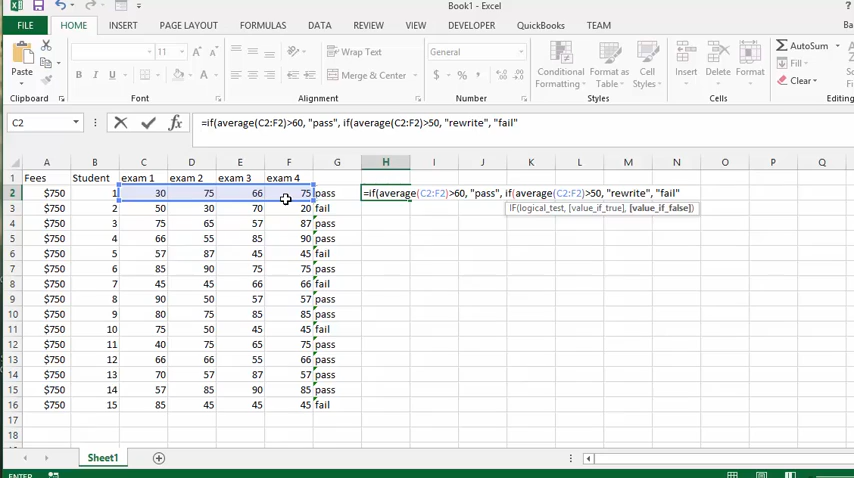 Book1 - Excel
FILE HOME INSERT PAGE LAYOUT FORMULAS DATA REVIEW VIEW DEVELOPER QuickBooks TEAM Ba
11 A A Wrap Text General AutoSum
Paste Fill
B I U A Merge & Center $ % , Conditional Formatting Format as Table Cell Styles Insert Delete Format Clear
Clipboard Font Alignment Number Styles Cells Editin
C2 fx =if(average(C2:F2)>60, "pass", if(average(C2:F2)>50, "rewrite", "fail"
A B C D E F G H I J K L M N O P Q
1 Fees Student exam 1 exam 2 exam 3 exam 4
2 $750 1 30 75 66 75 pass =if(average(C2:F2)>60, "pass", if(average(C2:F2)>50, "rewrite", "fail"
3 $750 2 50 30 70 20 fail IF(logical_test, [value_if_true], [value_if_false])
4 $750 3 75 65 57 87 pass
5 $750 4 66 55 85 90 pass
6 $750 5 57 87 45 45 fail
7 $750 6 85 90 75 75 pass
8 $750 7 45 45 66 66 fail
9 $750 8 90 50 57 57 pass
10 $750 9 80 75 85 85 pass
11 $750 10 75 50 45 45 fail
12 $750 11 40 75 65 75 pass
13 $750 12 66 66 55 66 pass
14 $750 13 70 57 87 57 pass
15 $750 14 57 85 90 85 pass
16 $750 15 85 45 45 45 fail
17
18
Sheet1
ENTER